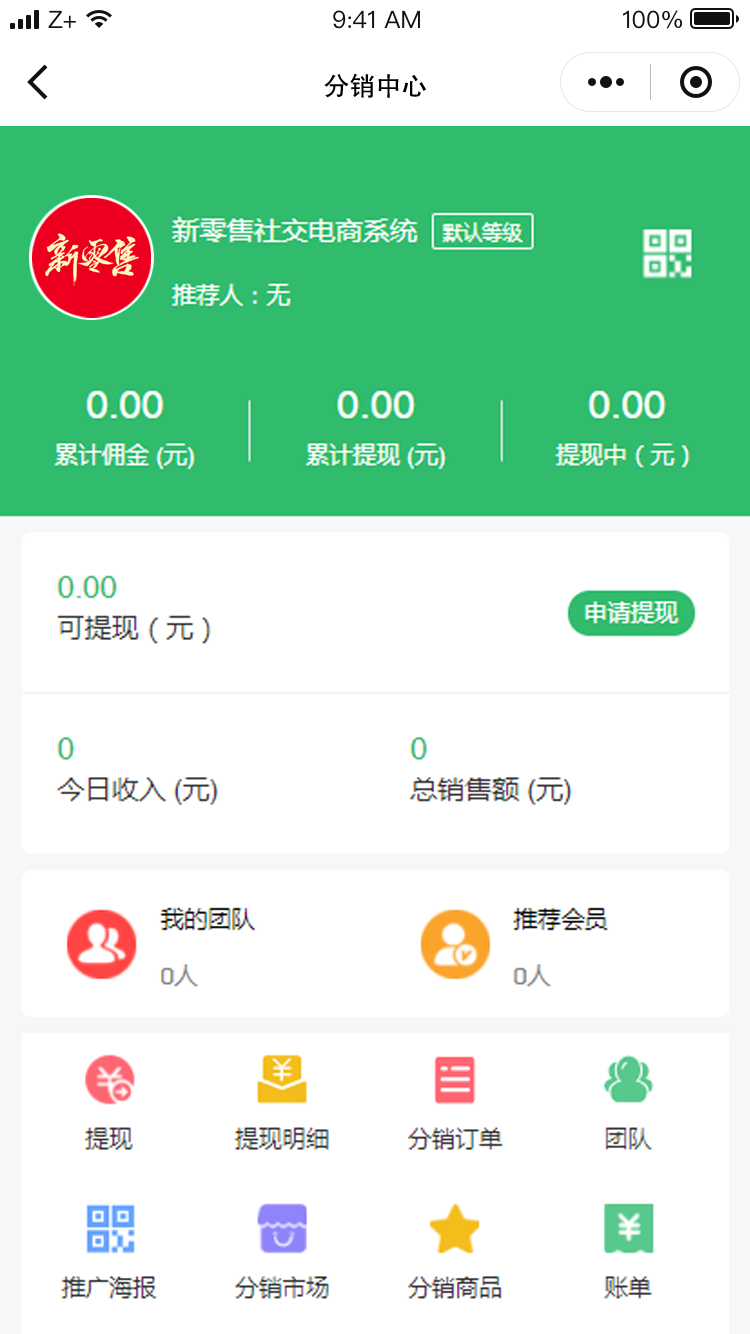 Z+ 9:41 AM 100%
分销中心
新零售
新零售社交电商系统 默认等级
推荐人：无
0.00 0.00 0.00
累计佣金 (元) 累计提现 (元) 提现中（元）
0.00
可提现（元） 申请提现
0 0
今日收入 (元) 总销售额 (元)
我的团队 推荐会员
0人 0人
提现 提现明细 分销订单 团队
推广海报 分销市场 分销商品 账单